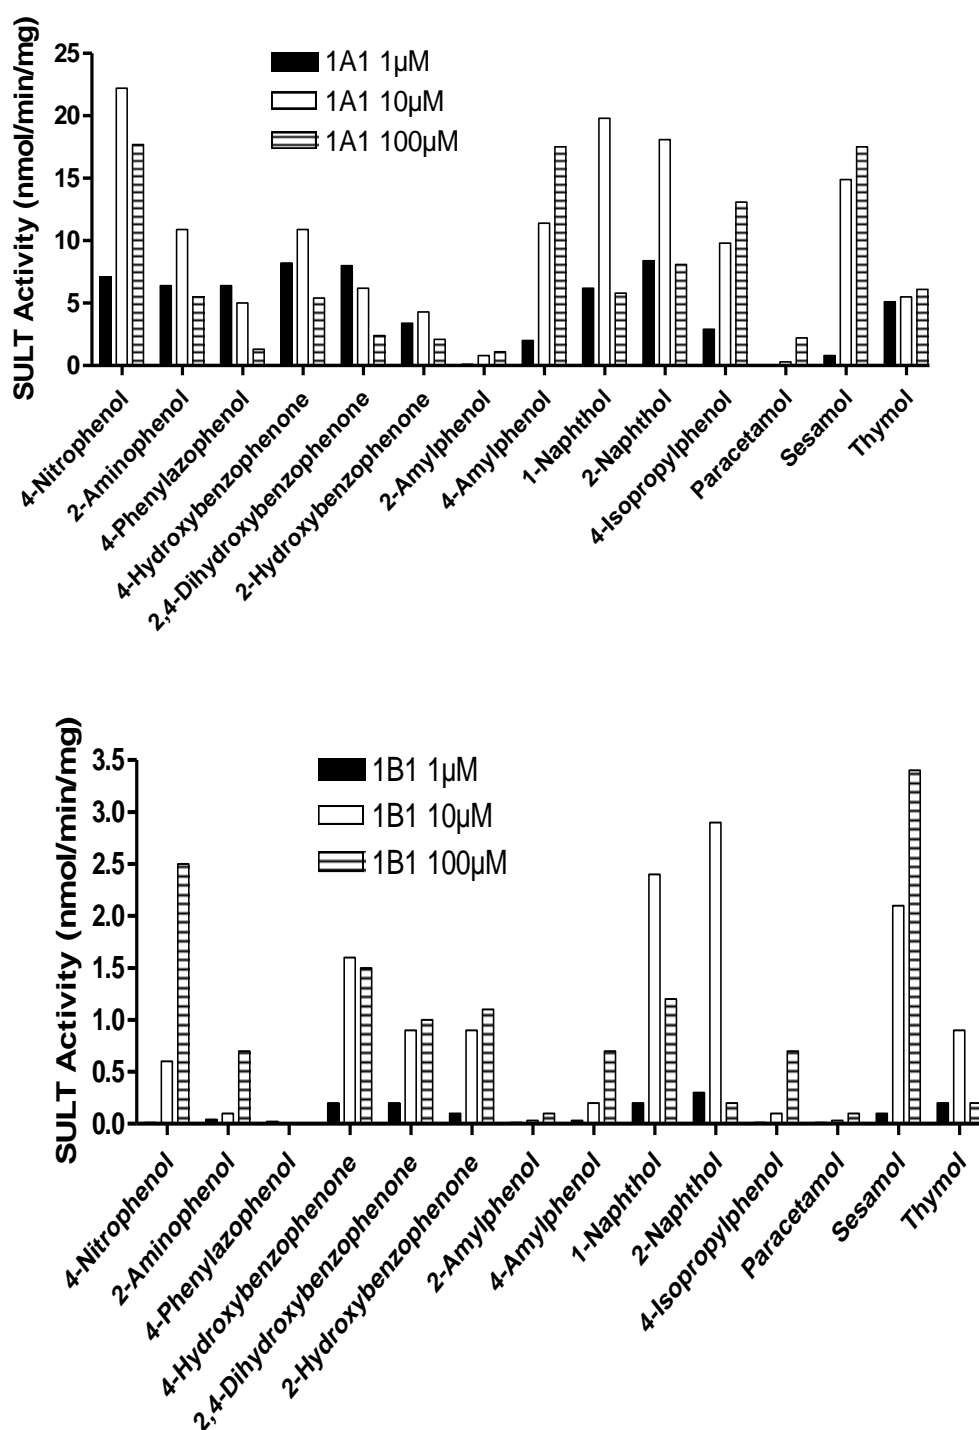 SULT Activity (nmol/min/mg)
25
20
15
10
5
0
1A1 1µM
1A1 10µM
1A1 100µM
4-Nitrophenol
2-Aminophenol
4-Phenylazophenol
4-Hydroxybenzophenone
2,4-Dihydroxybenzophenone
2-Hydroxybenzophenone
2-Amylphenol
4-Amylphenol
1-Naphthol
2-Naphthol
4-Isopropylphenol
Paracetamol
Sesamol
Thymol
SULT Activity (nmol/min/mg)
3.5
3.0
2.5
2.0
1.5
1.0
0.5
0.0
1B1 1µM
1B1 10µM
1B1 100µM
4-Nitrophenol
2-Aminophenol
4-Phenylazophenol
4-Hydroxybenzophenone
2,4-Dihydroxybenzophenone
2-Hydroxybenzophenone
2-Amylphenol
4-Amylphenol
1-Naphthol
2-Naphthol
4-Isopropylphenol
Paracetamol
Sesamol
Thymol